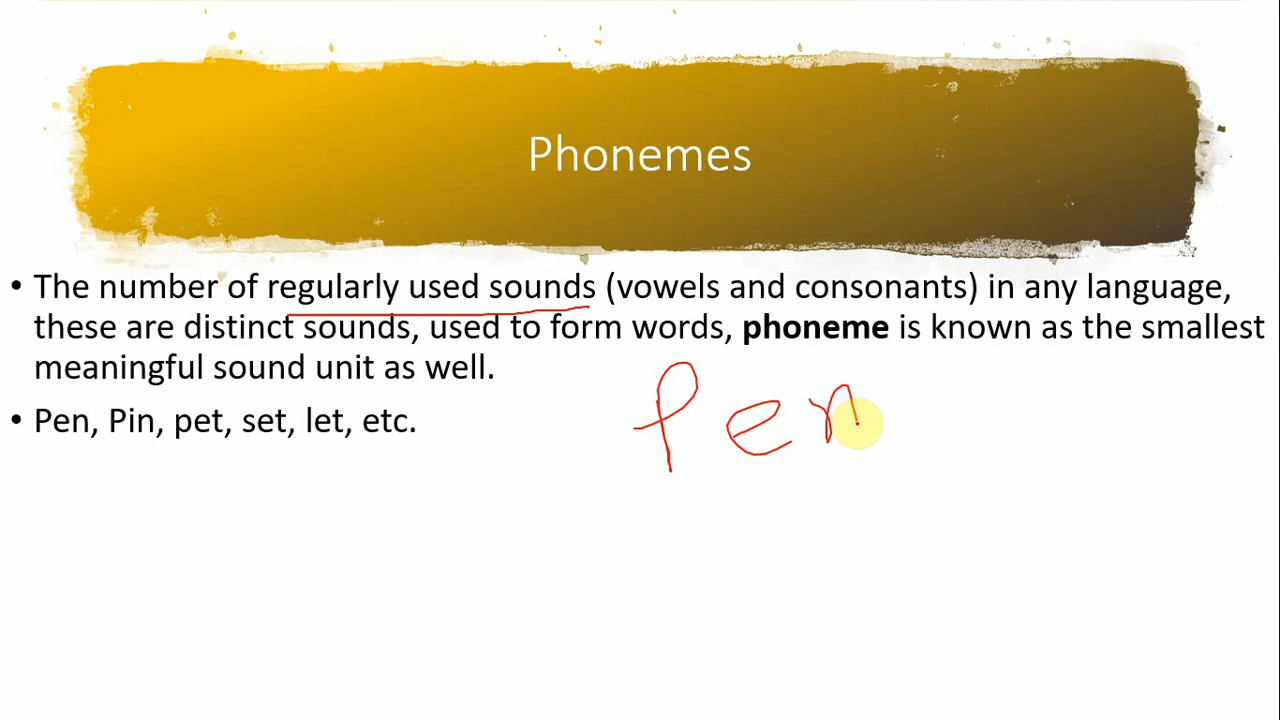 Phonemes
• The number of regularly used sounds (vowels and consonants) in any language,
these are distinct sounds, used to form words, phoneme is known as the smallest
meaningful sound unit as well.
• Pen, Pin, pet, set, let, etc.
Pen